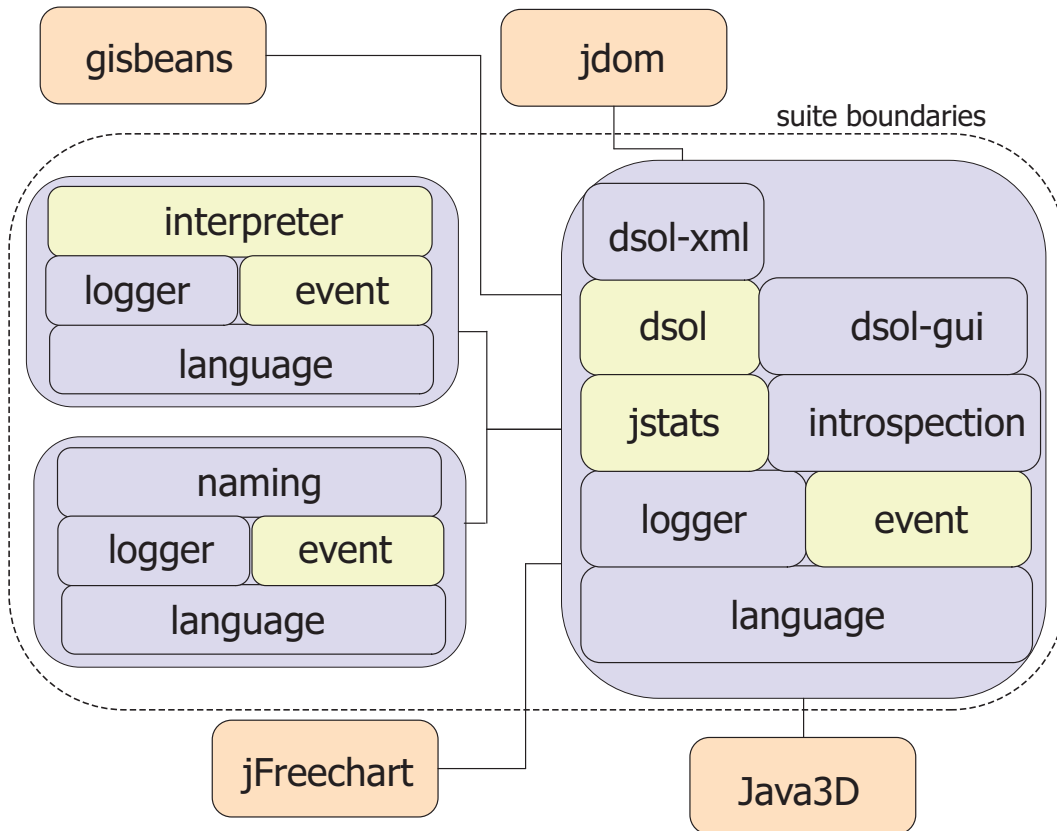 gisbeans
jdom
suite boundaries
interpreter
logger
event
language
naming
logger
event
language
dsol-xml
dsol
dsol-gui
jstats
introspection
logger
event
language
jFreechart
Java3D